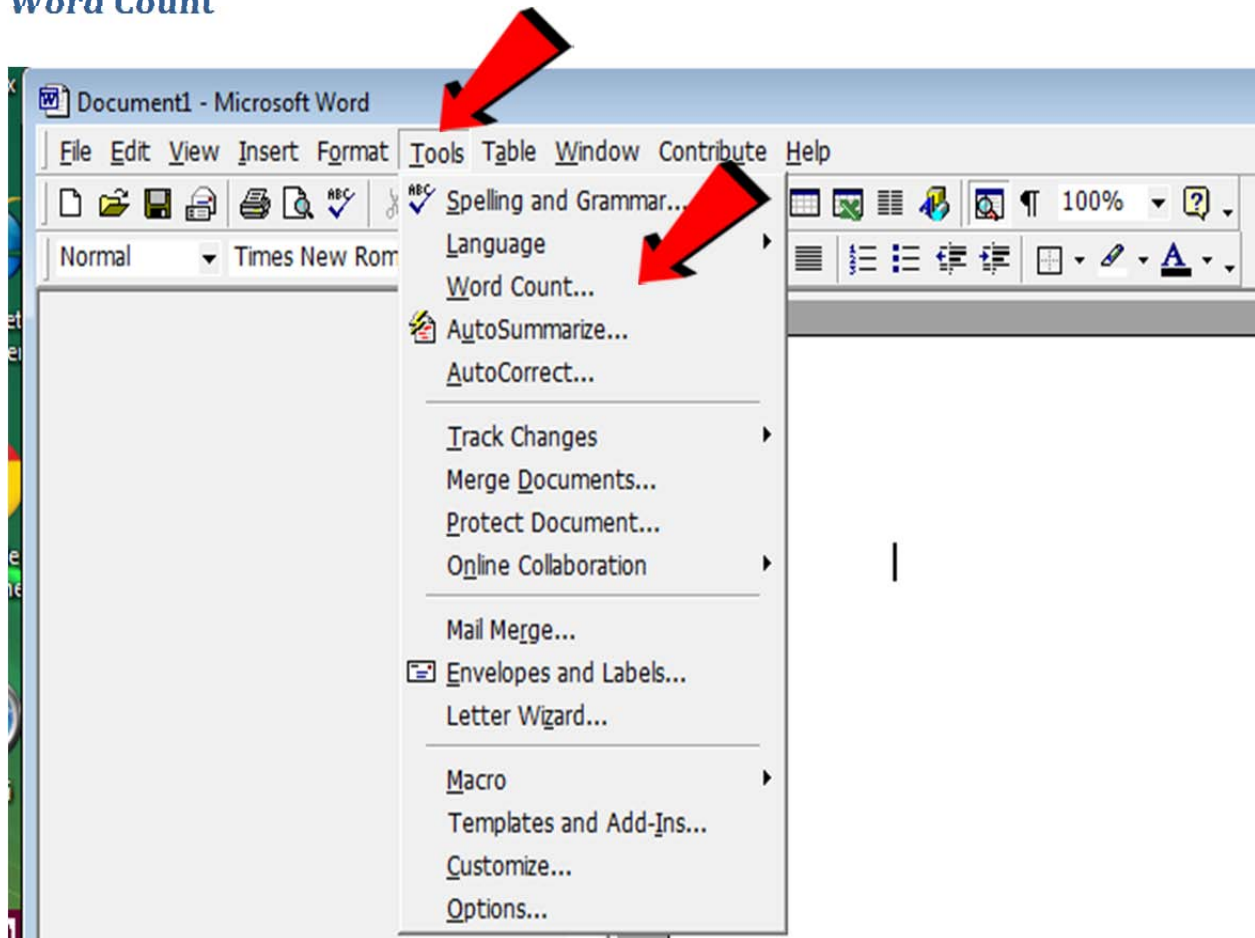 Word Count
Document1 - Microsoft Word
File Edit View Insert Format Tools Table Window Contribute Help
100%
Normal Times New Rom
ABC Spelling and Grammar...
Language
Word Count...
AutoSummarize...
AutoCorrect...
Track Changes
Merge Documents...
Protect Document...
Online Collaboration
Mail Merge...
Envelopes and Labels...
Letter Wizard...
Macro
Templates and Add-Ins...
Customize...
Options...